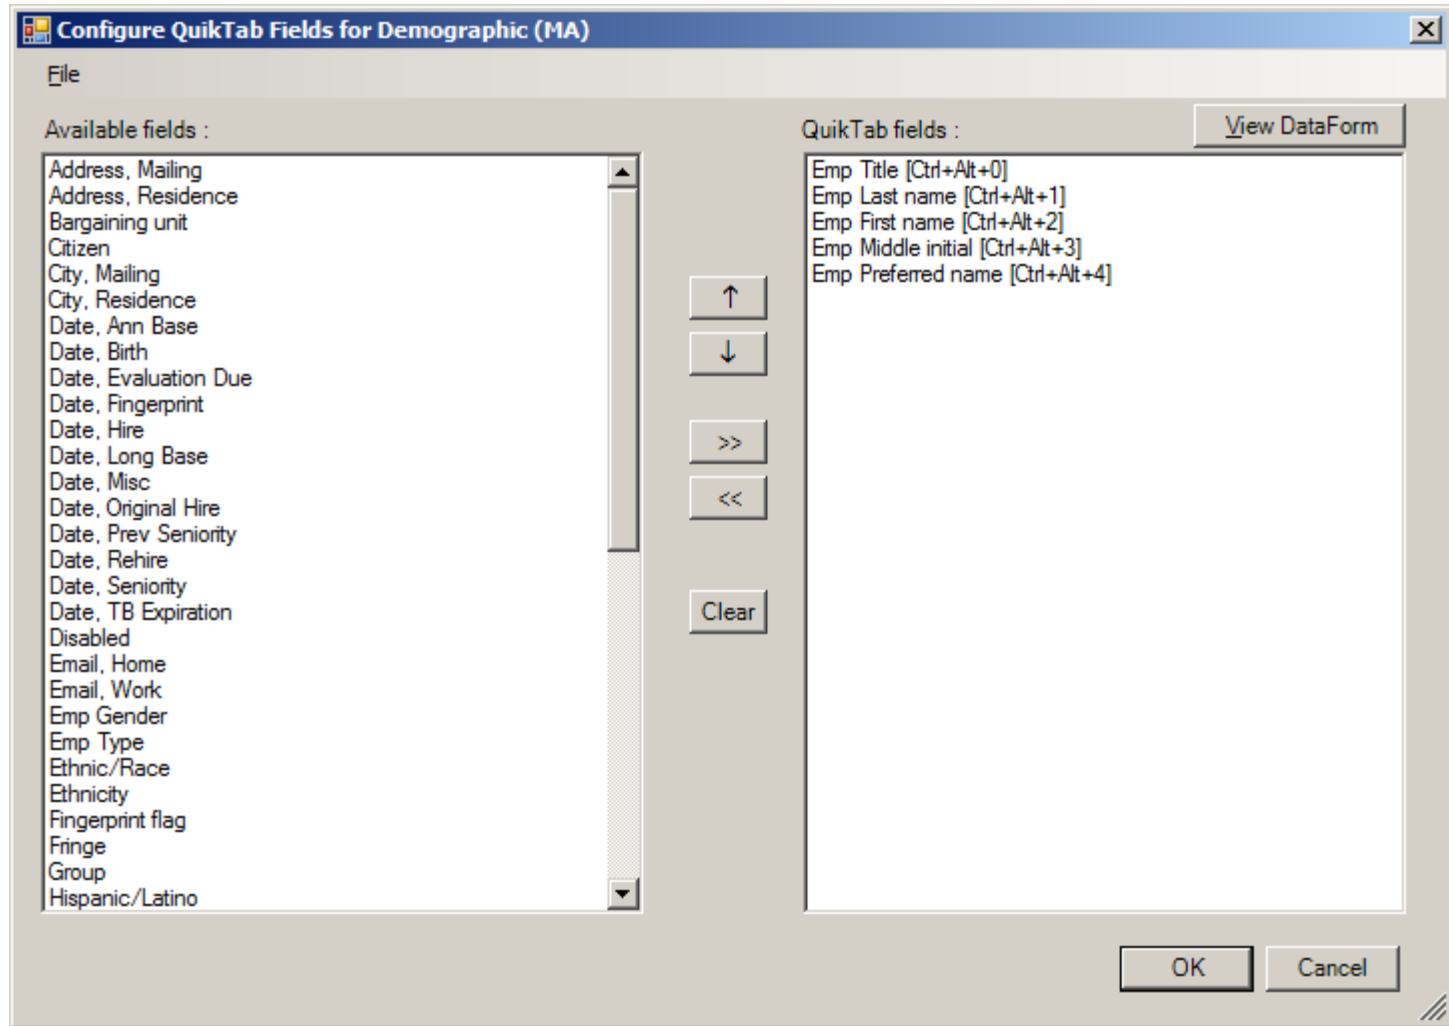 Configure QuikTab Fields for Demographic (MA)
File
Available fields :
QuikTab fields :
View DataForm
Address, Mailing
Address, Residence
Bargaining unit
Citizen
City, Mailing
City, Residence
Date, Ann Base
Date, Birth
Date, Evaluation Due
Date, Fingerprint
Date, Hire
Date, Long Base
Date, Misc
Date, Original Hire
Date, Prev Seniority
Date, Rehire
Date, Seniority
Date, TB Expiration
Disabled
Email, Home
Email, Work
Emp Gender
Emp Type
Ethnic/Race
Ethnicity
Fingerprint flag
Fringe
Group
Hispanic/Latino
↑
↓
>>
<<
Clear
Emp Title [Ctrl+Alt+0]
Emp Last name [Ctrl+Alt+1]
Emp First name [Ctrl+Alt+2]
Emp Middle initial [Ctrl+Alt+3]
Emp Preferred name [Ctrl+Alt+4]
OK
Cancel